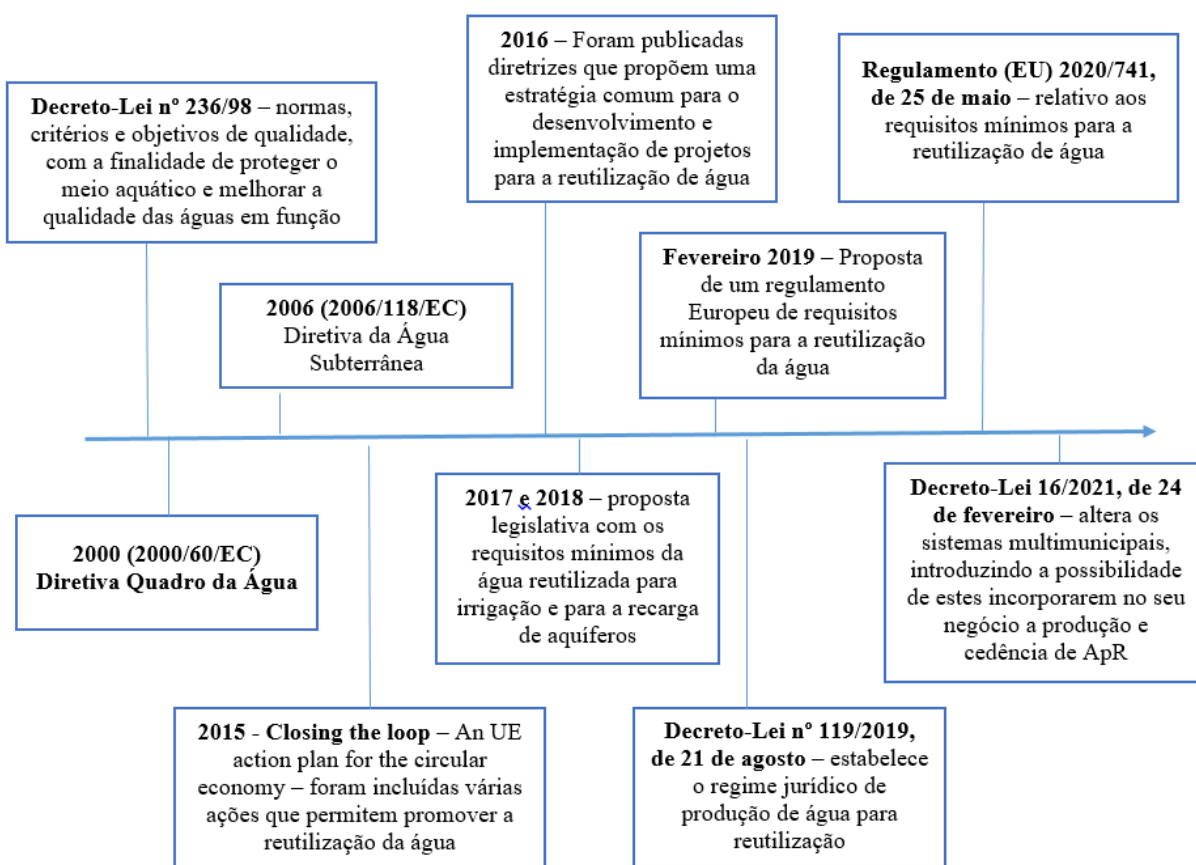 Decreto-Lei nº 236/98 – normas,
critérios e objetivos de qualidade,
com a finalidade de proteger o
meio aquático e melhorar a
qualidade das águas em função
2016 – Foram publicadas
diretrizes que propõem uma
estratégia comum para o
desenvolvimento e
implementação de projetos
para a reutilização de água
Regulamento (EU) 2020/741,
de 25 de maio – relativo aos
requisitos mínimos para a
reutilização de água
2006 (2006/118/EC)
Diretiva da Água
Subterrânea
Fevereiro 2019 – Proposta
de um regulamento
Europeu de requisitos
mínimos para a reutilização
da água
2000 (2000/60/EC)
Diretiva Quadro da Água
2017 e 2018 – proposta
legislativa com os
requisitos mínimos da
água reutilizada para
irrigação e para a recarga
de aquíferos
Decreto-Lei 16/2021, de 24
de fevereiro – altera os
sistemas multimunicipais,
introduzindo a possibilidade
de estes incorporarem no seu
negócio a produção e
cedência de ApR
2015 - Closing the loop – An UE
action plan for the circular
economy – foram incluídas várias
ações que permitem promover a
reutilização da água
Decreto-Lei nº 119/2019,
de 21 de agosto – estabelece
o regime jurídico de
produção de água para
reutilização